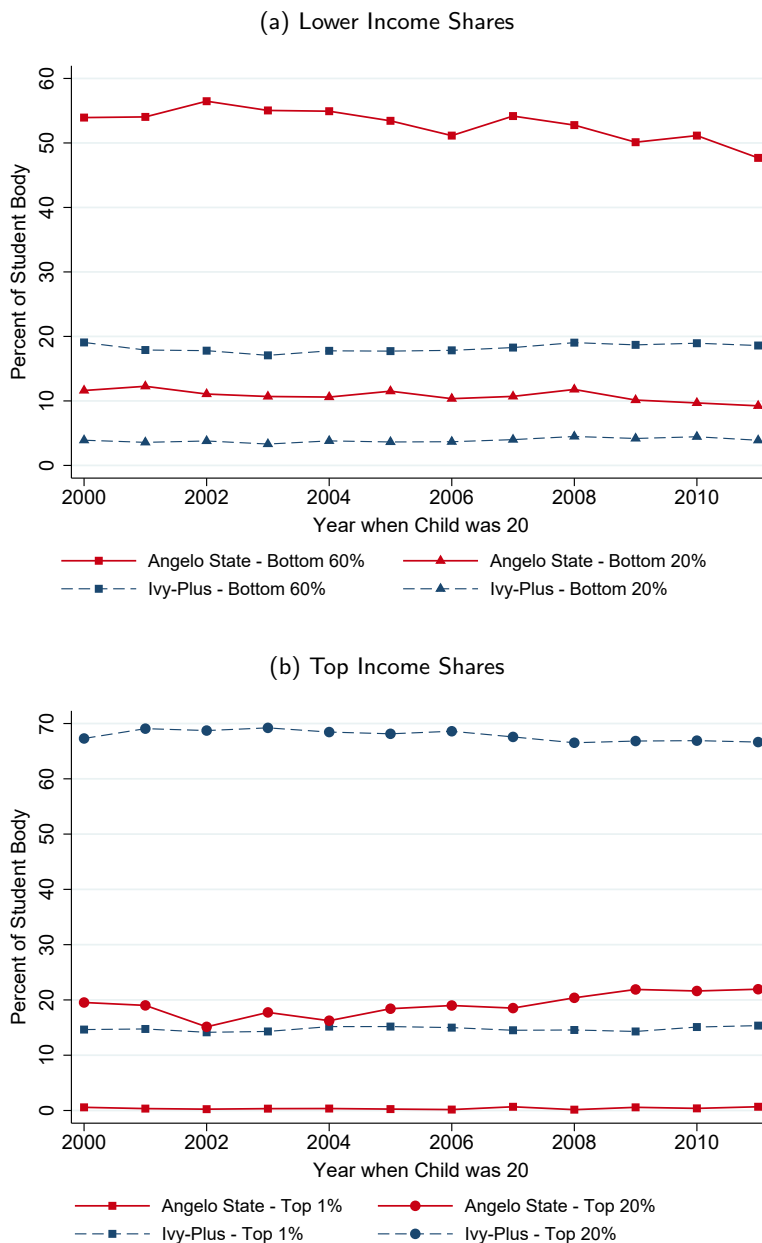 (a) Lower Income Shares
Percent of Student Body
60
50
40
30
20
10
0
2000 2002 2004 2006 2008 2010
Year when Child was 20
Angelo State - Bottom 60% Angelo State - Bottom 20%
Ivy-Plus - Bottom 60% Ivy-Plus - Bottom 20%
(b) Top Income Shares
Percent of Student Body
70
60
50
40
30
20
10
0
2000 2002 2004 2006 2008 2010
Year when Child was 20
Angelo State - Top 1% Angelo State - Top 20%
Ivy-Plus - Top 1% Ivy-Plus - Top 20%